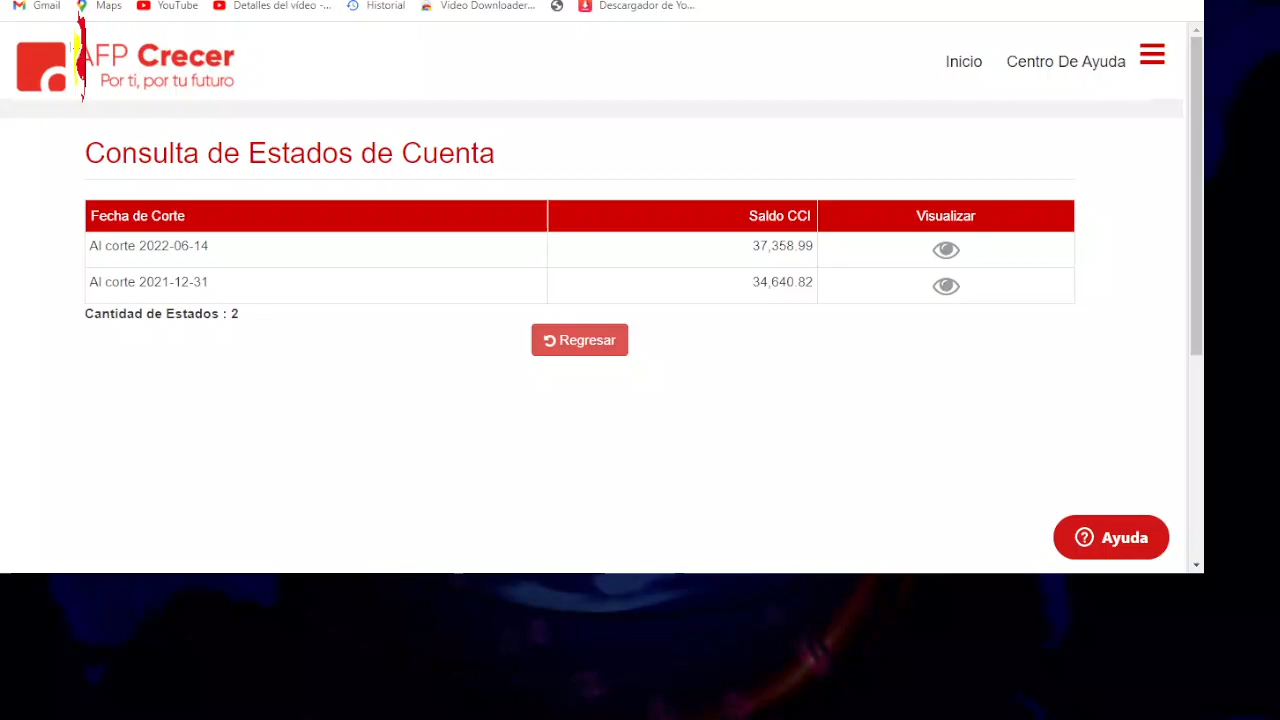 Gmail Maps YouTube Detalles del vídeo -... Historial Video Downloader... Descargador de Yo...
AFP Crecer
Por ti, por tu futuro
Inicio Centro De Ayuda
Consulta de Estados de Cuenta
Fecha de Corte Saldo CCI Visualizar
Al corte 2022-06-14 37,358.99
Al corte 2021-12-31 34,640.82
Cantidad de Estados : 2
Regresar
Ayuda